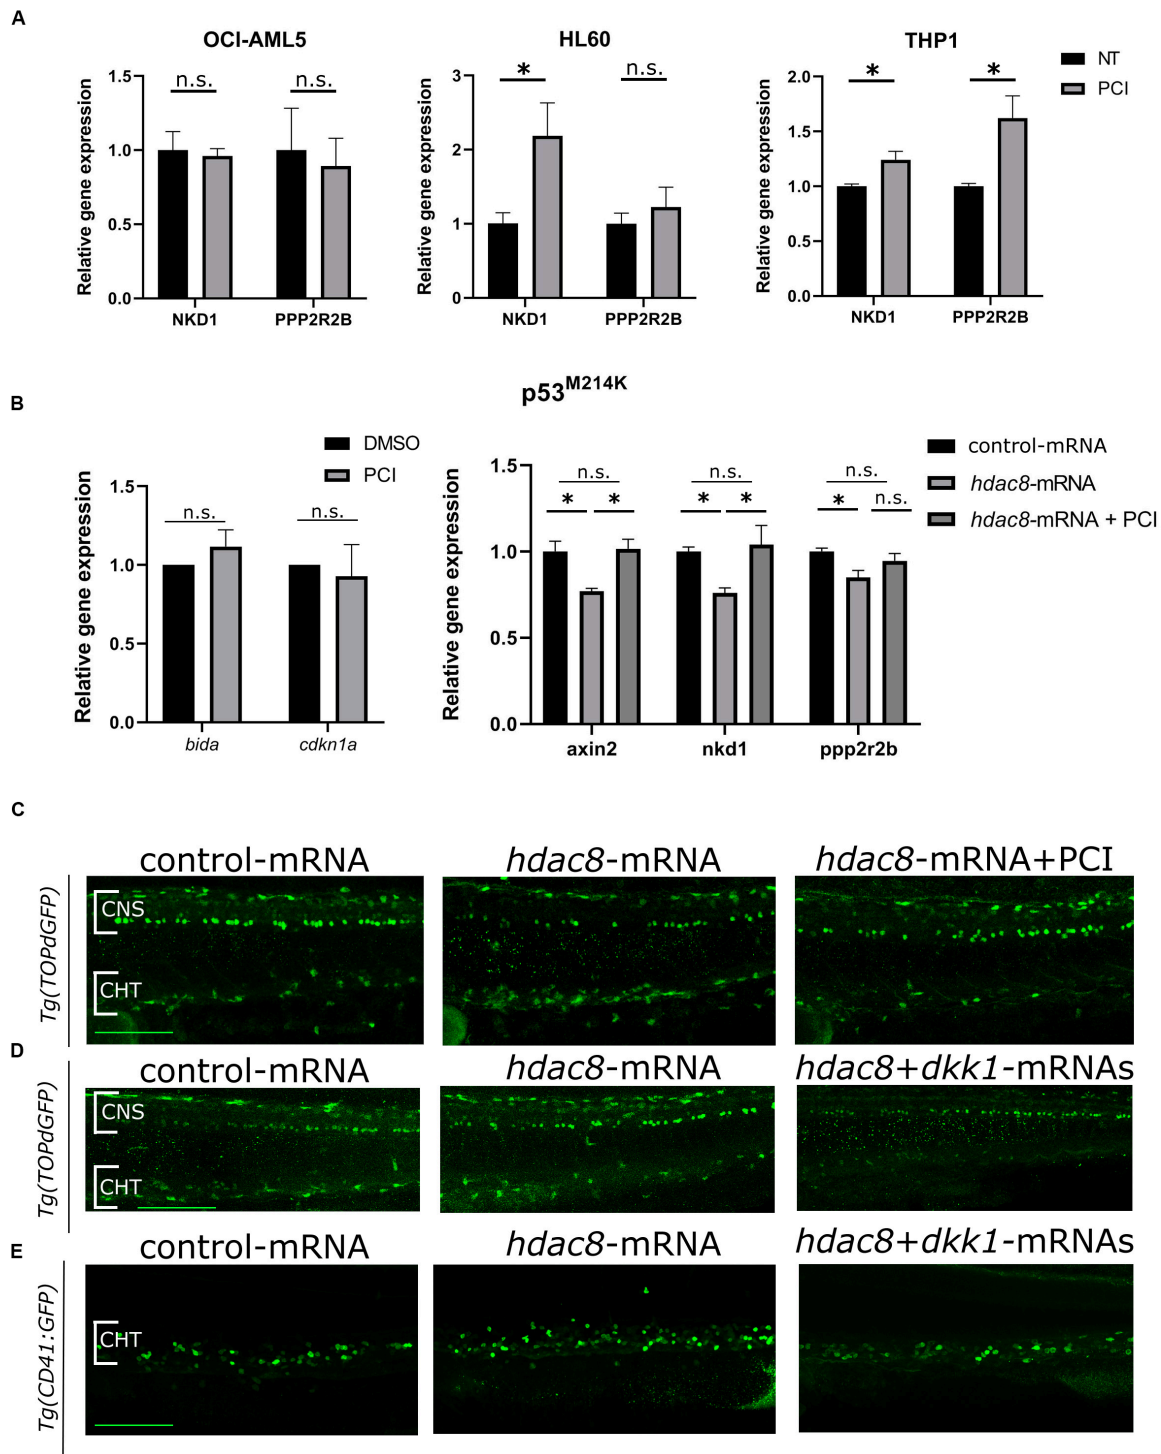 A
OCI-AML5
HL60
THP1
NT
PCI
Relative gene expression
1.5
1.0
0.5
0.0
n.s.
n.s.
NKD1
PPP2R2B
Relative gene expression
3
2
1
0
*
n.s.
NKD1
PPP2R2B
Relative gene expression
2.0
1.5
1.0
0.5
0.0
*
*
NKD1
PPP2R2B
B
p53M214K
DMSO
PCI
Relative gene expression
1.5
1.0
0.5
0.0
n.s.
n.s.
bida
cdkn1a
control-mRNA
hdac8-mRNA
hdac8-mRNA + PCI
Relative gene expression
1.5
1.0
0.5
0.0
n.s.
*
*
n.s.
*
*
n.s.
*
n.s.
axin2
nkd1
ppp2r2b
C
control-mRNA
hdac8-mRNA
hdac8-mRNA+PCI
Tg(TOPdGFP)
CNS
CHT
D
control-mRNA
hdac8-mRNA
hdac8+dkk1-mRNAs
Tg(TOPdGFP)
CNS
CHT
E
control-mRNA
hdac8-mRNA
hdac8+dkk1-mRNAs
Tg(CD41:GFP)
CHT